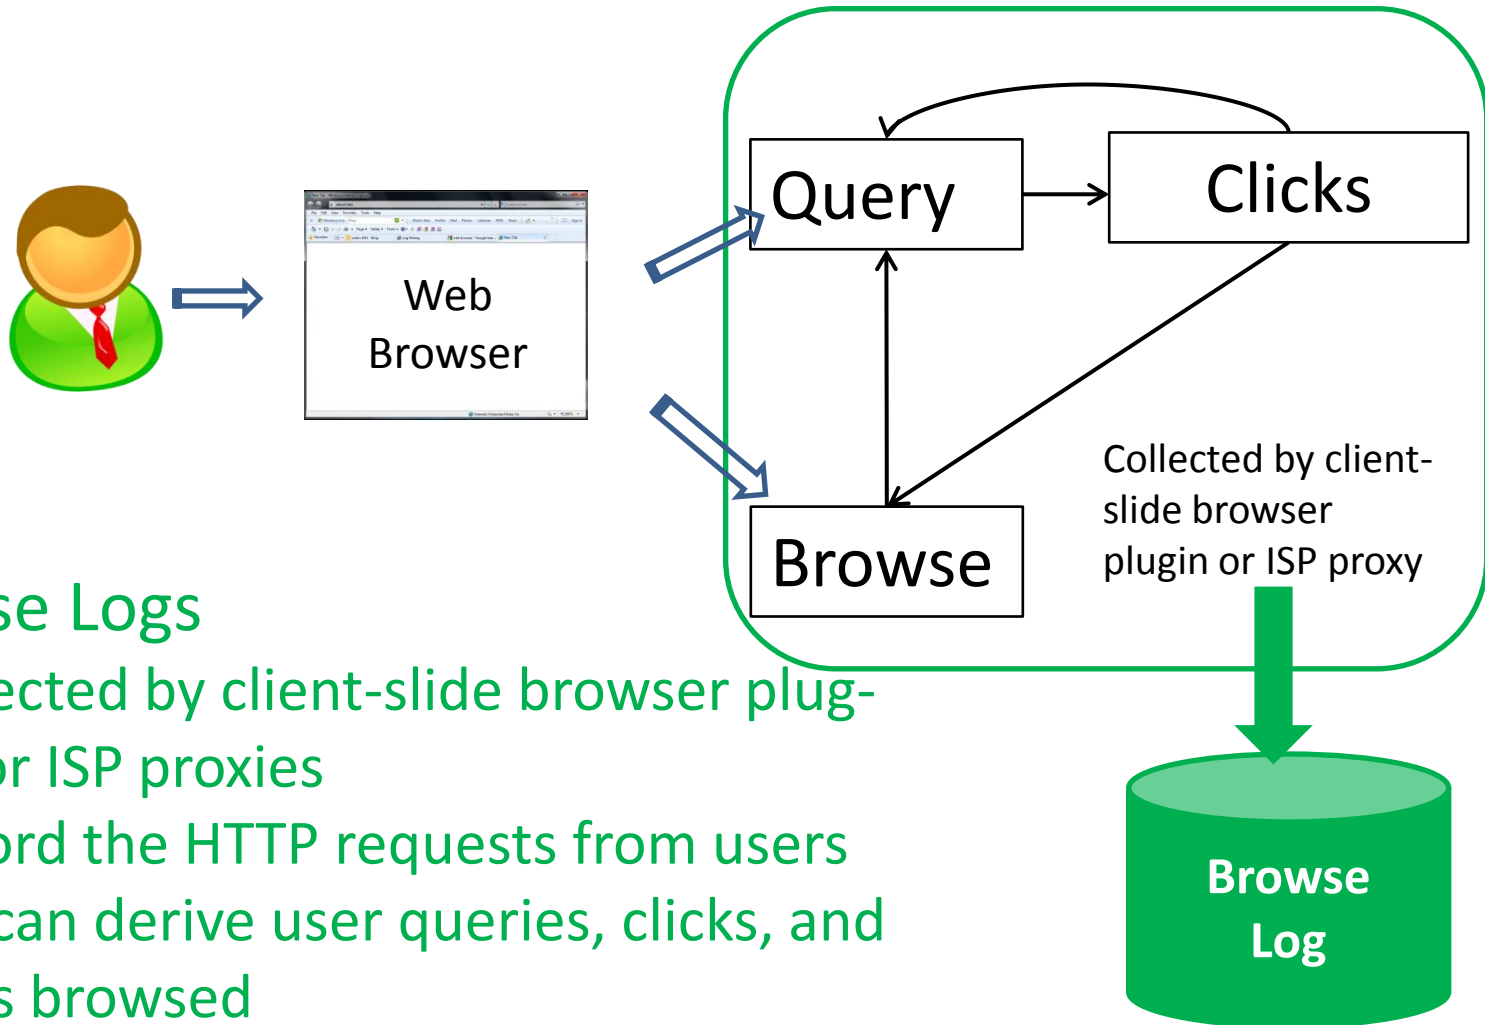 Query
Clicks
Web
Browser
Collected by client-
slide browser
plugin or ISP proxy
Browse
se Logs
ected by client-slide browser plug-
or ISP proxies
ord the HTTP requests from users
can derive user queries, clicks, and
s browsed
Browse
Log